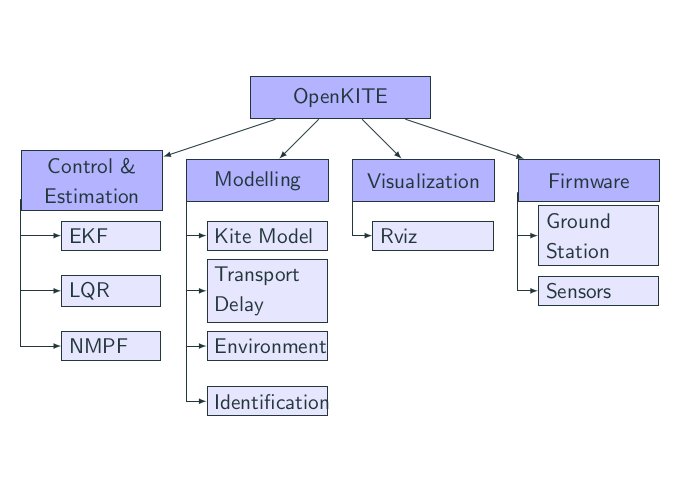 OpenKITE
Control &
Estimation
EKF
LQR
NMPF
Modelling
Kite Model
Transport
Delay
Environment
Identification
Visualization
Rviz
Firmware
Ground
Station
Sensors